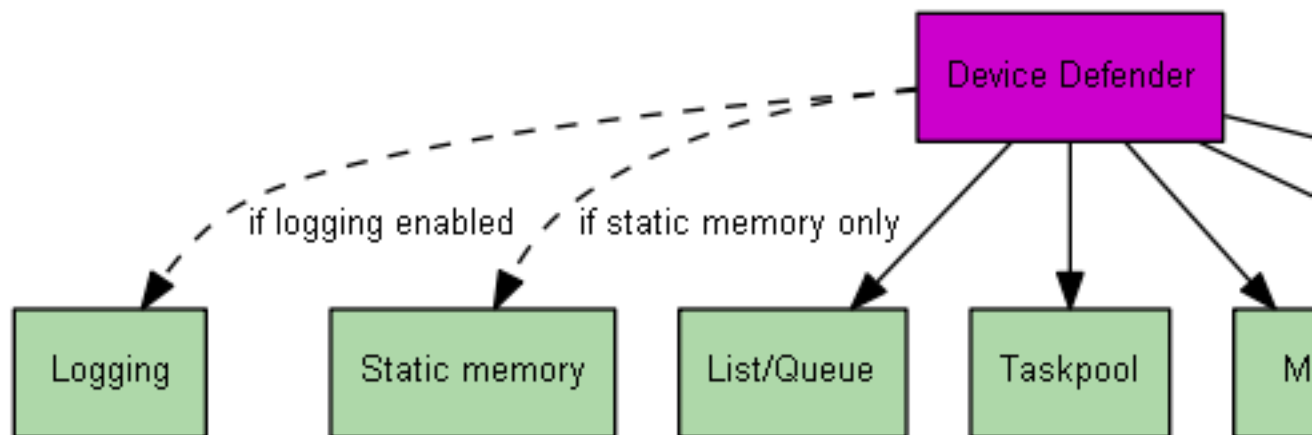 Device Defender
if logging enabled
if static memory only
Logging
Static memory
List/Queue
Taskpool